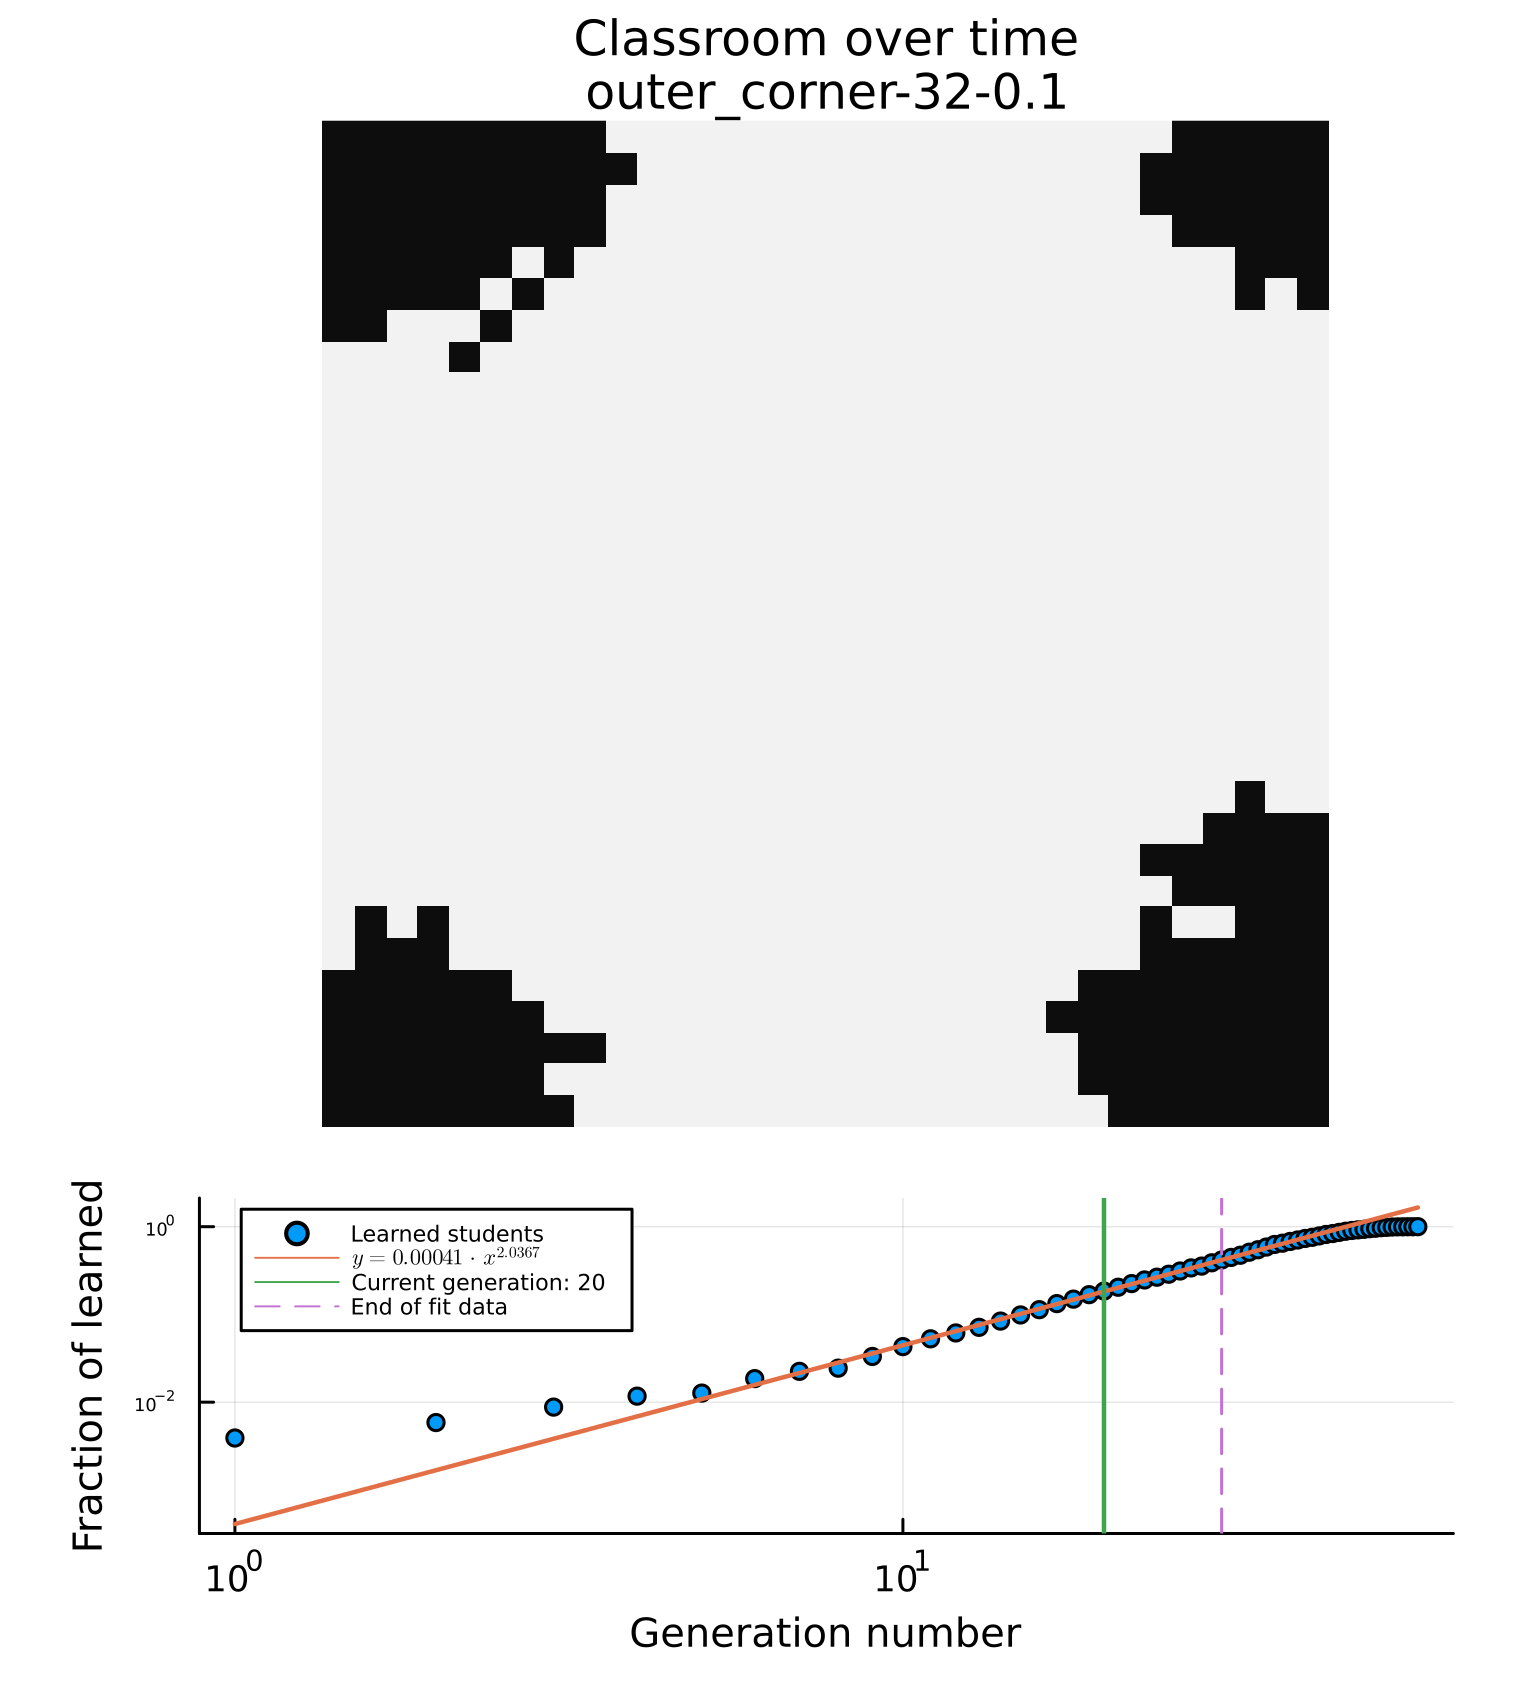 Classroom over time
outer_corner-32-0.1
Fraction of learned
10^0
10^-2
Learned students
y = 0.00041 · x^2.0367
Current generation: 20
End of fit data
10^0
10^1
Generation number